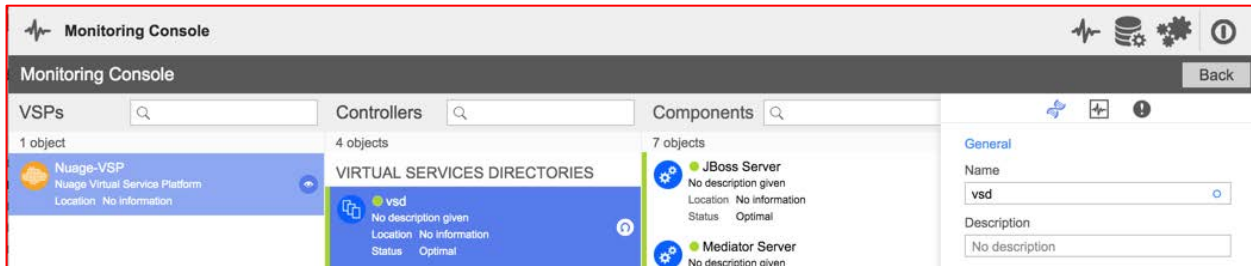 Monitoring Console
Monitoring Console
Back
VSPs
Controllers
Components
1 object
4 objects
7 objects
Nuage-VSP
Nuage Virtual Service Platform
Location No information
VIRTUAL SERVICES DIRECTORIES
vsd
No description given
Location No information
Status Optimal
JBoss Server
No description given
Location No information
Status Optimal
Mediator Server
No description given
General
Name
vsd
Description
No description